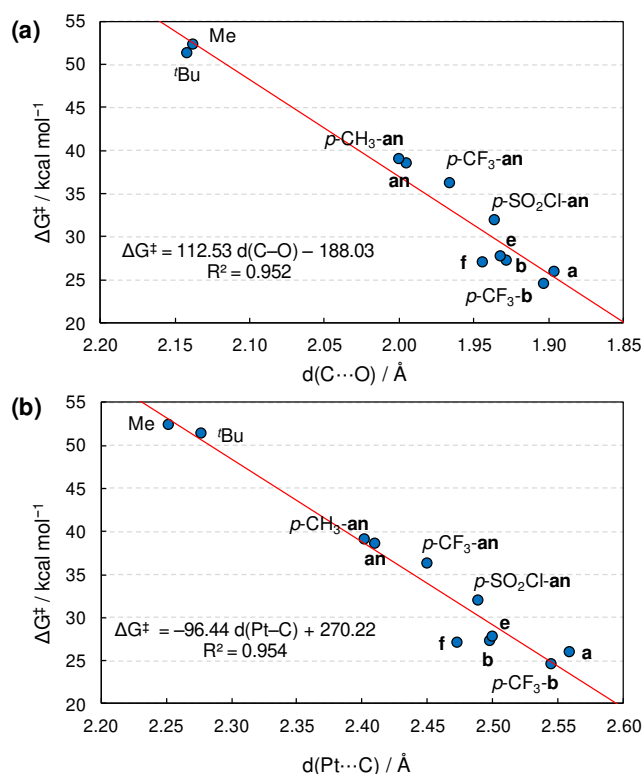 (a)
55
50
45
40
35
30
25
20
ΔG‡ / kcal mol⁻¹
Me
ᵗBu
p-CH₃-an
an
p-CF₃-an
p-SO₂Cl-an
e
f
b
a
p-CF₃-b
ΔG‡ = 112.53 d(C–O) – 188.03
R² = 0.952
2.20 2.15 2.10 2.05 2.00 1.95 1.90 1.85
d(C···O) / Å
(b)
55
50
45
40
35
30
25
20
ΔG‡ / kcal mol⁻¹
Me
ᵗBu
p-CH₃-an
an
p-CF₃-an
p-SO₂Cl-an
e
f
b
a
p-CF₃-b
ΔG‡ = –96.44 d(Pt–C) + 270.22
R² = 0.954
2.20 2.25 2.30 2.35 2.40 2.45 2.50 2.55 2.60
d(Pt···C) / Å